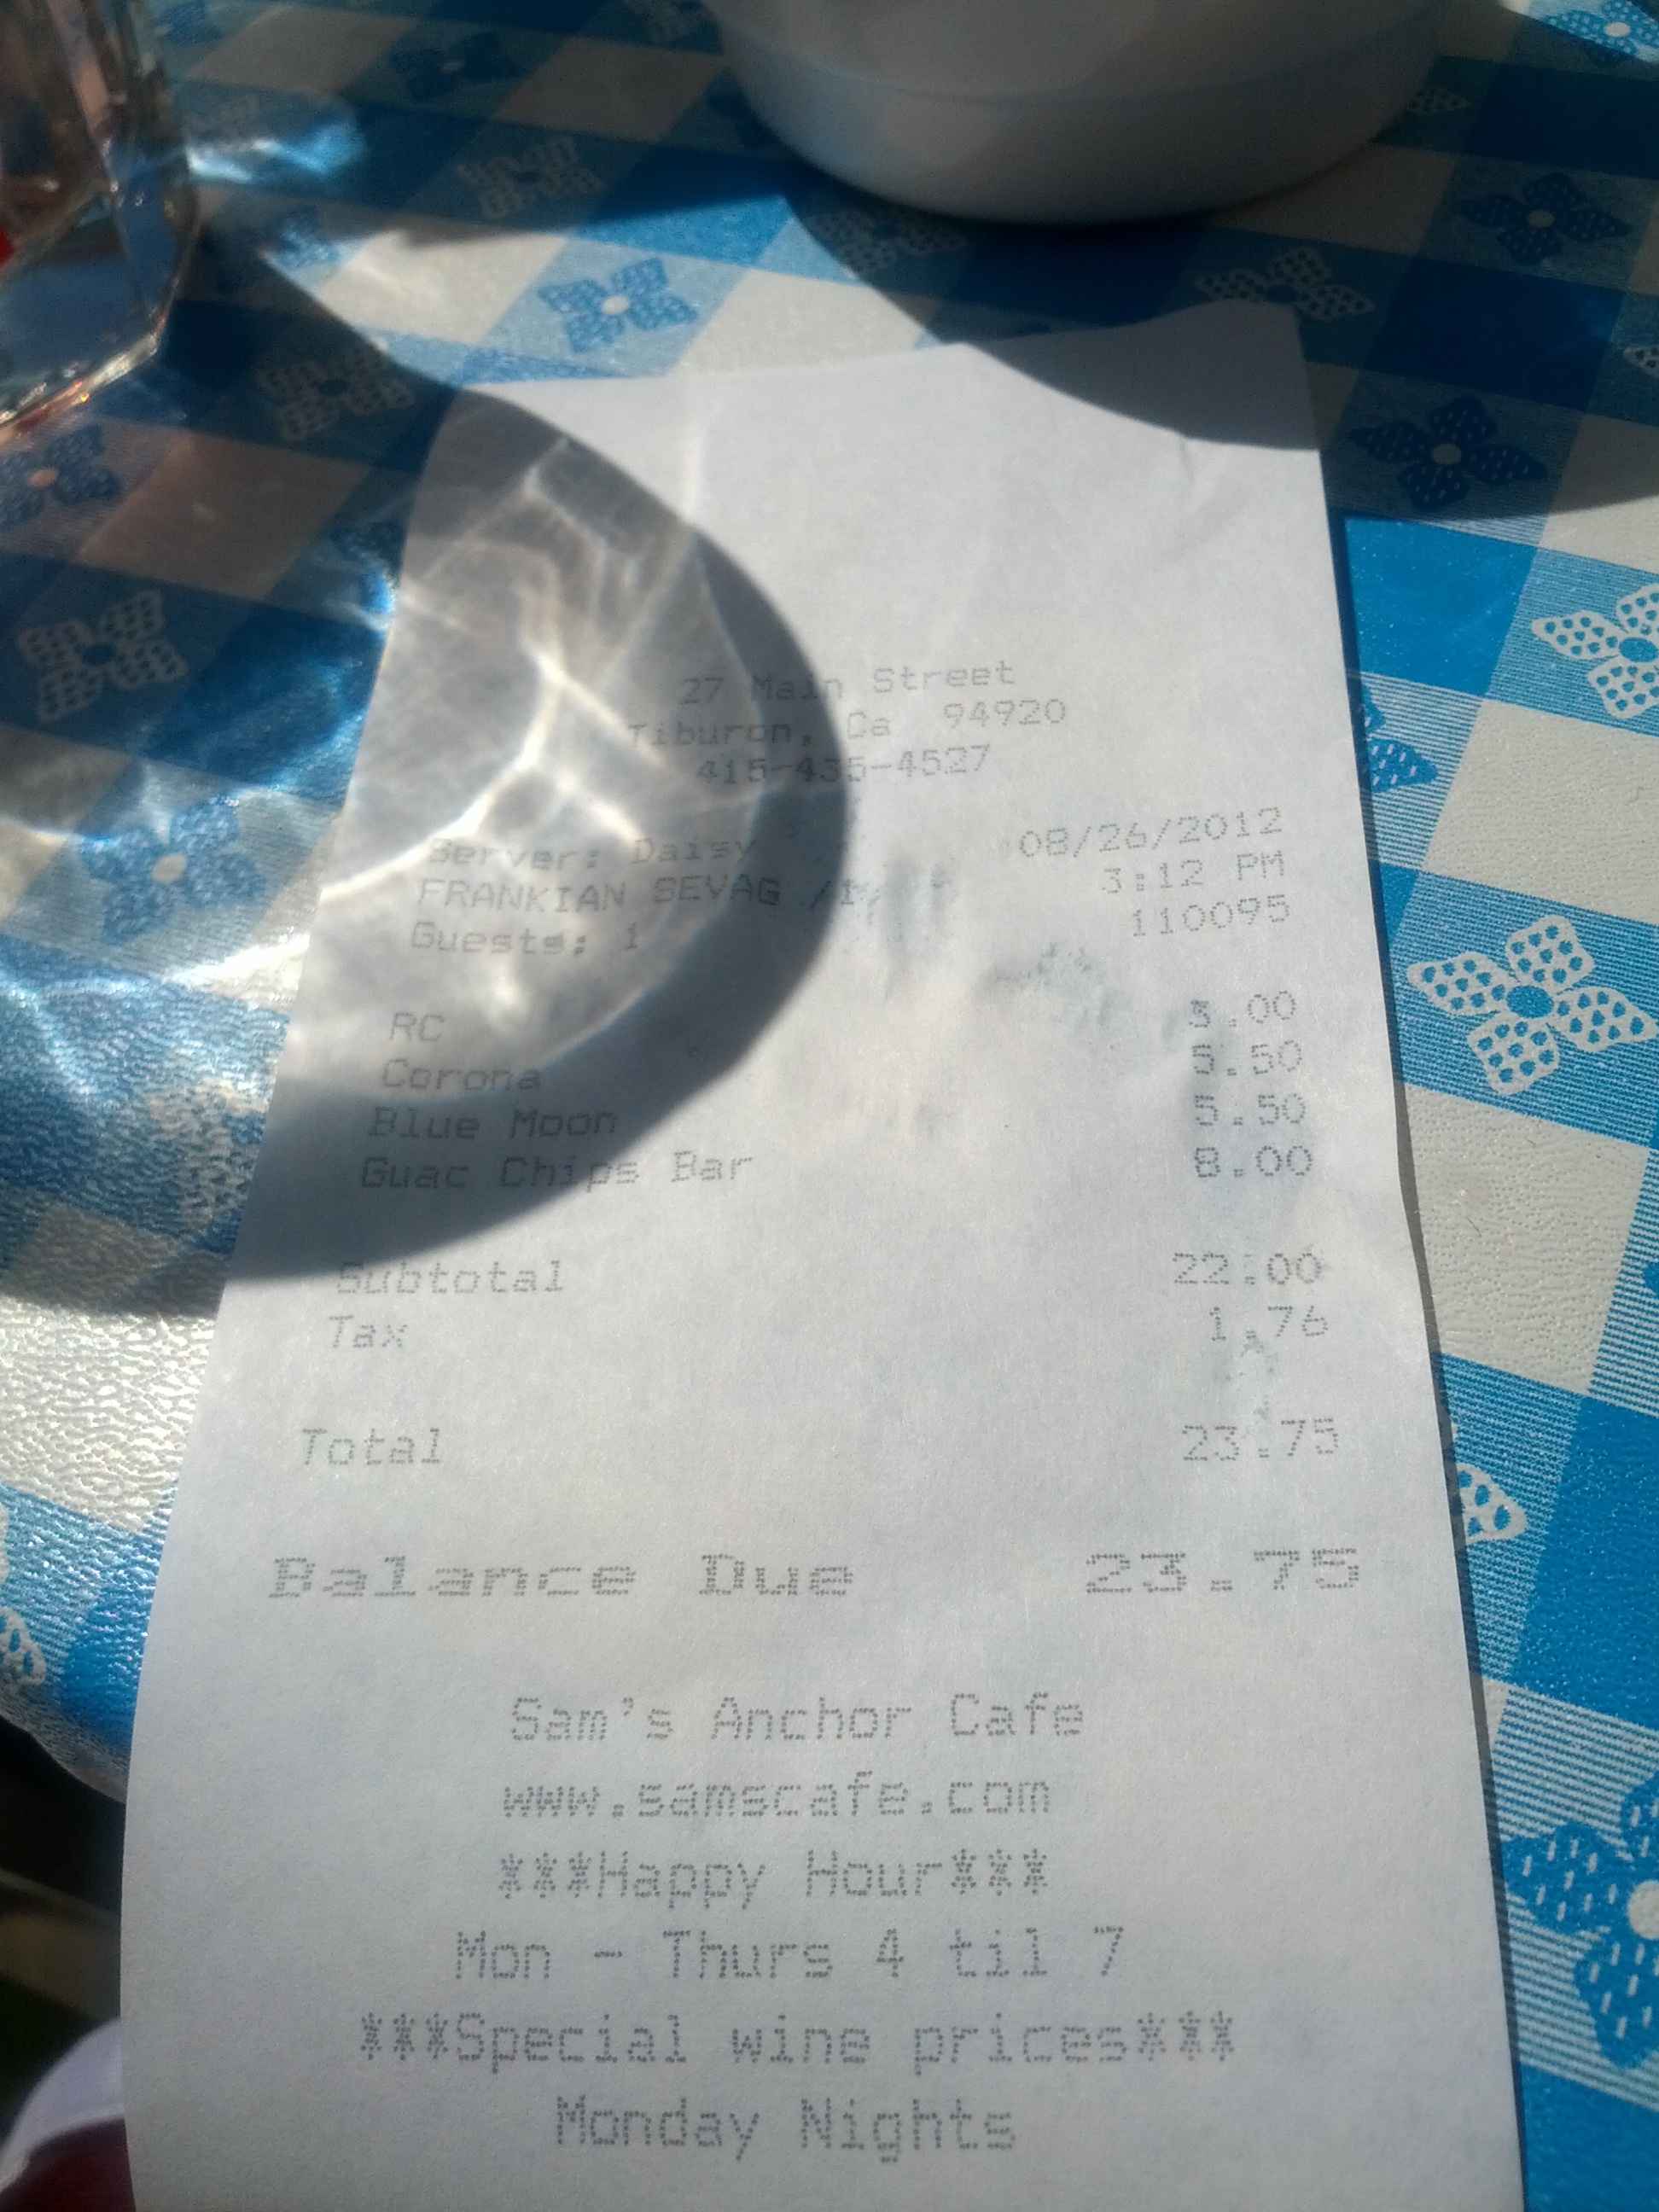 27 Main Street
Tiburon, Ca 94920
415-435-4527
Server: Daisy 08/26/2012
FRANKIAN SEVAG /1 3:12 PM
Guests: 1 110095
RC 3.00
Corona 5.50
Blue Moon 5.50
Guac Chips Bar 8.00
Subtotal 22.00
Tax 1.76
Total 23.75
Balance Due 23.75
Sam's Anchor Cafe
www.samscafe.com
***Happy Hour***
Mon - Thurs 4 til 7
***Special wine prices***
Monday Nights